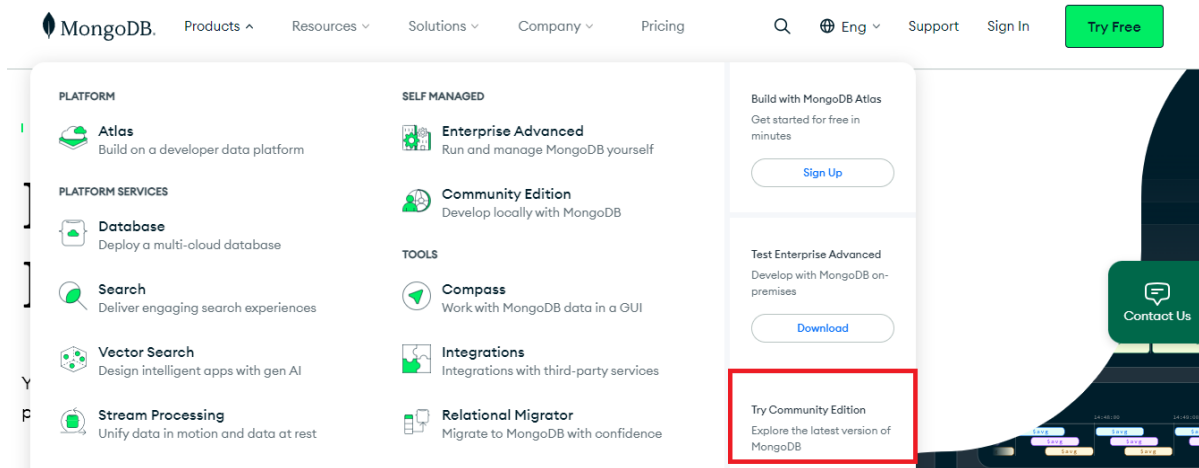 MongoDB.
Products
Resources
Solutions
Company
Pricing
Eng
Support
Sign In
Try Free
PLATFORM
Atlas
Build on a developer data platform
PLATFORM SERVICES
Database
Deploy a multi-cloud database
Search
Deliver engaging search experiences
Vector Search
Design intelligent apps with gen AI
Stream Processing
Unify data in motion and data at rest
SELF MANAGED
Enterprise Advanced
Run and manage MongoDB yourself
Community Edition
Develop locally with MongoDB
TOOLS
Compass
Work with MongoDB data in a GUI
Integrations
Integrations with third-party services
Relational Migrator
Migrate to MongoDB with confidence
Build with MongoDB Atlas
Get started for free in
minutes
Sign Up
Test Enterprise Advanced
Develop with MongoDB on-
premises
Download
Try Community Edition
Explore the latest version of
MongoDB
Contact Us